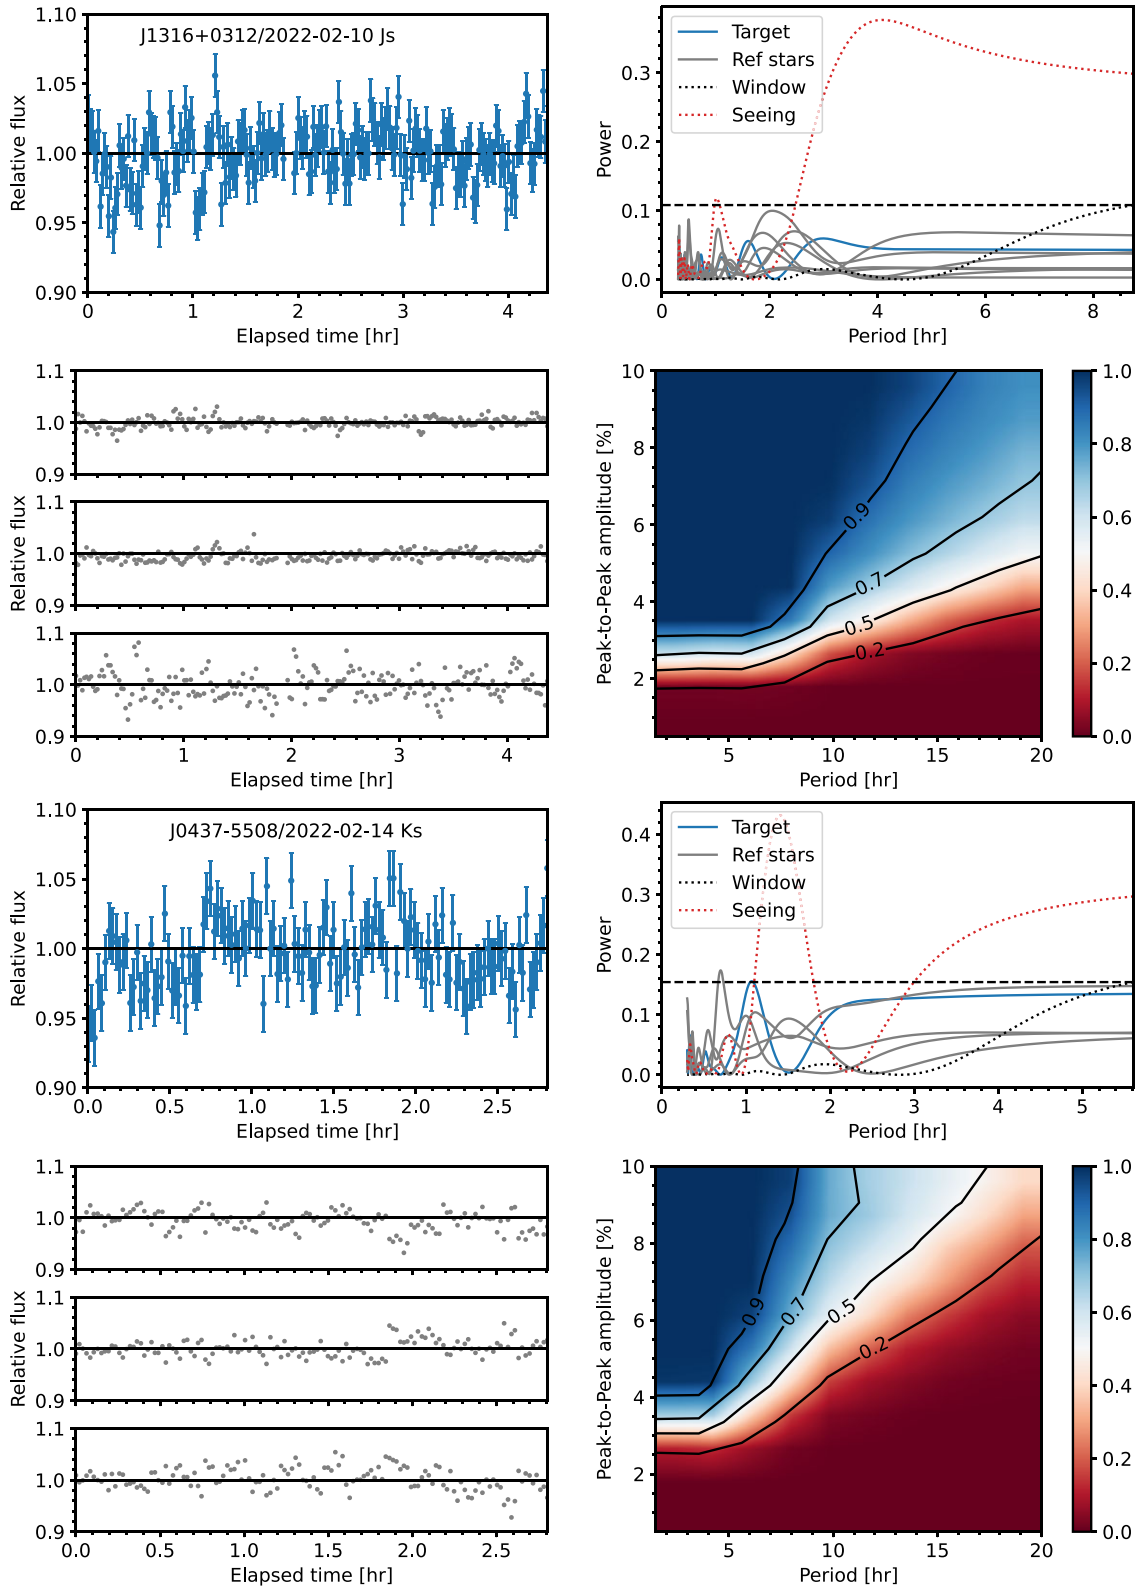 J1316+0312/2022-02-10 Js
Relative flux
1.10
1.05
1.00
0.95
0.90
0 1 2 3 4
Elapsed time [hr]
Target
Ref stars
Window
Seeing
Power
0.3
0.2
0.1
0.0
0 2 4 6 8
Period [hr]
1.1
1.0
0.9
Relative flux
1.1
1.0
0.9
1.1
1.0
0.9
0 1 2 3 4
Elapsed time [hr]
Peak-to-Peak amplitude [%]
10
8
6
4
2
0.9
0.7
0.5
0.2
5 10 15 20
Period [hr]
1.0
0.8
0.6
0.4
0.2
0.0
J0437-5508/2022-02-14 Ks
Relative flux
1.10
1.05
1.00
0.95
0.90
0.0 0.5 1.0 1.5 2.0 2.5
Elapsed time [hr]
Target
Ref stars
Window
Seeing
Power
0.4
0.3
0.2
0.1
0.0
0 1 2 3 4 5
Period [hr]
1.1
1.0
0.9
Relative flux
1.1
1.0
0.9
1.1
1.0
0.9
0.0 0.5 1.0 1.5 2.0 2.5
Elapsed time [hr]
Peak-to-Peak amplitude [%]
10
8
6
4
2
0.9
0.7
0.5
0.2
5 10 15 20
Period [hr]
1.0
0.8
0.6
0.4
0.2
0.0